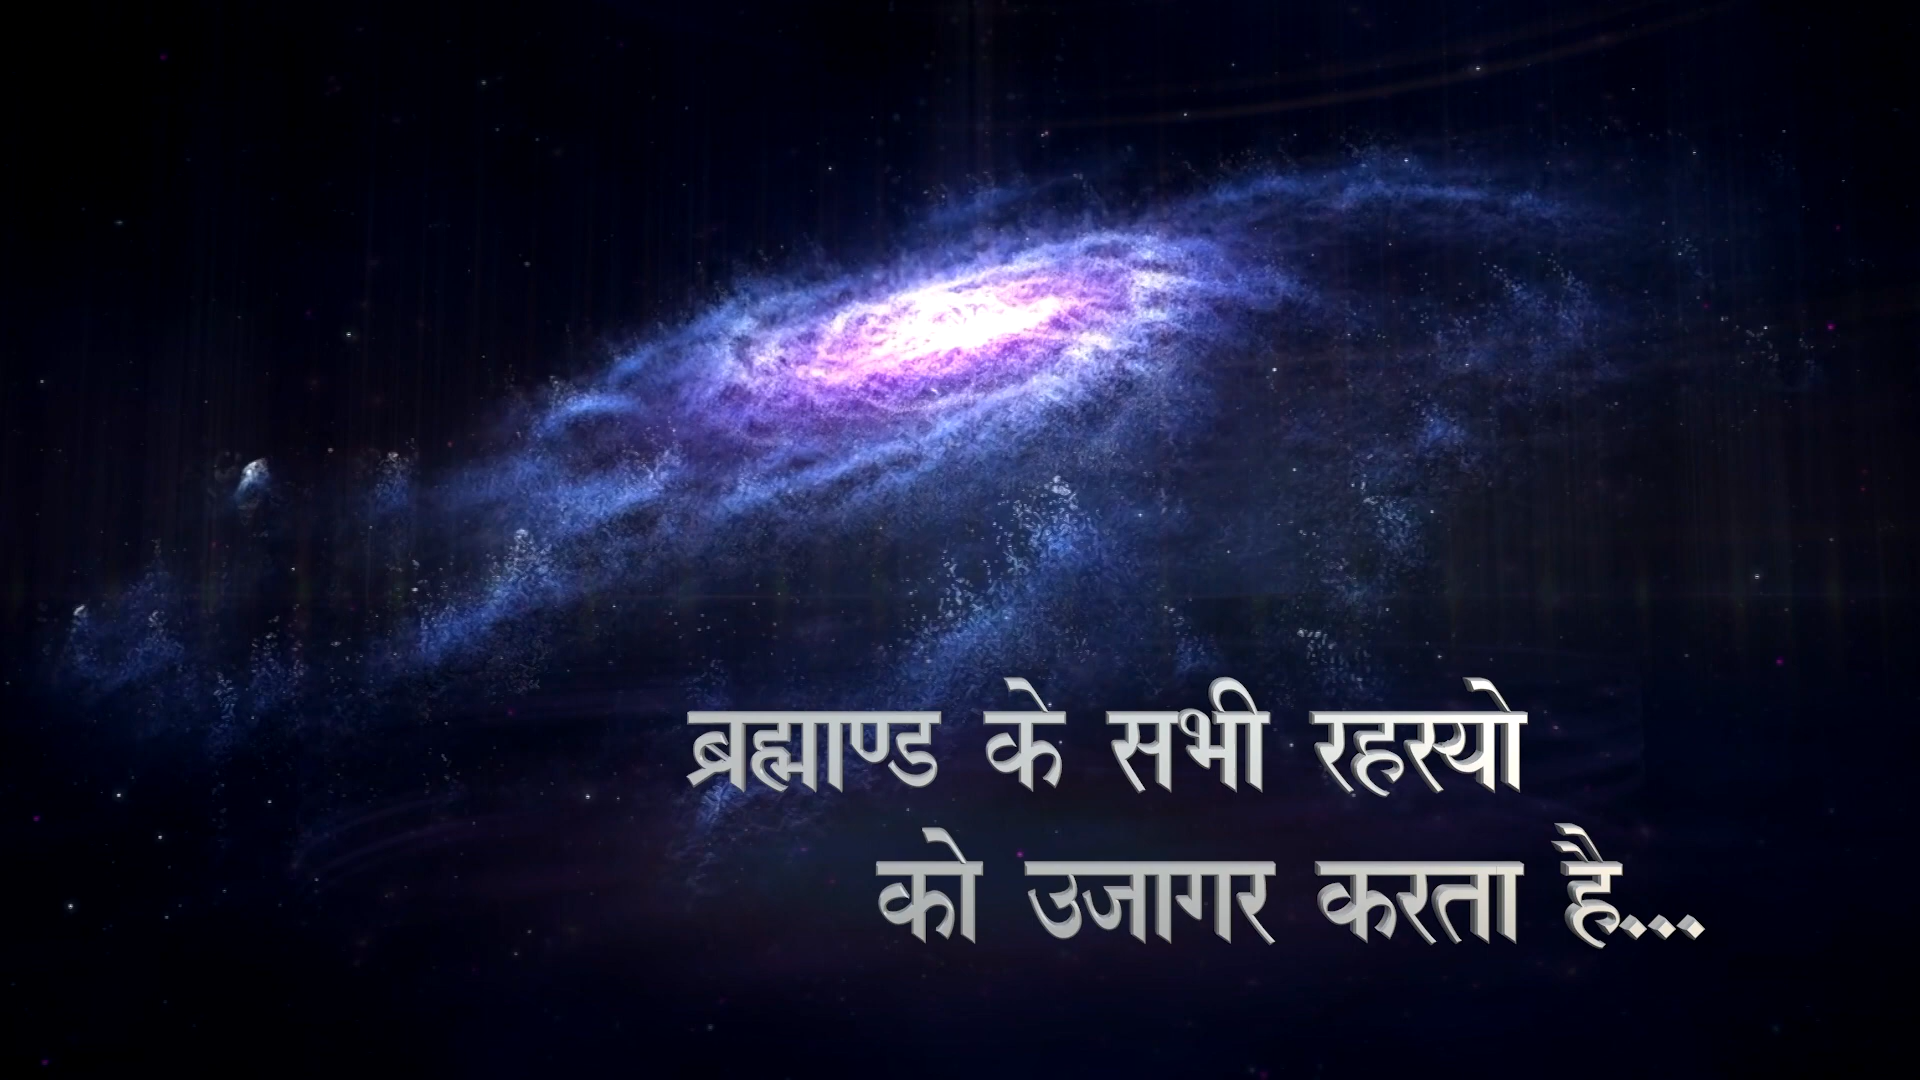 ब्रह्माण्ड के सभी रहस्यो
को उजागर करता है...